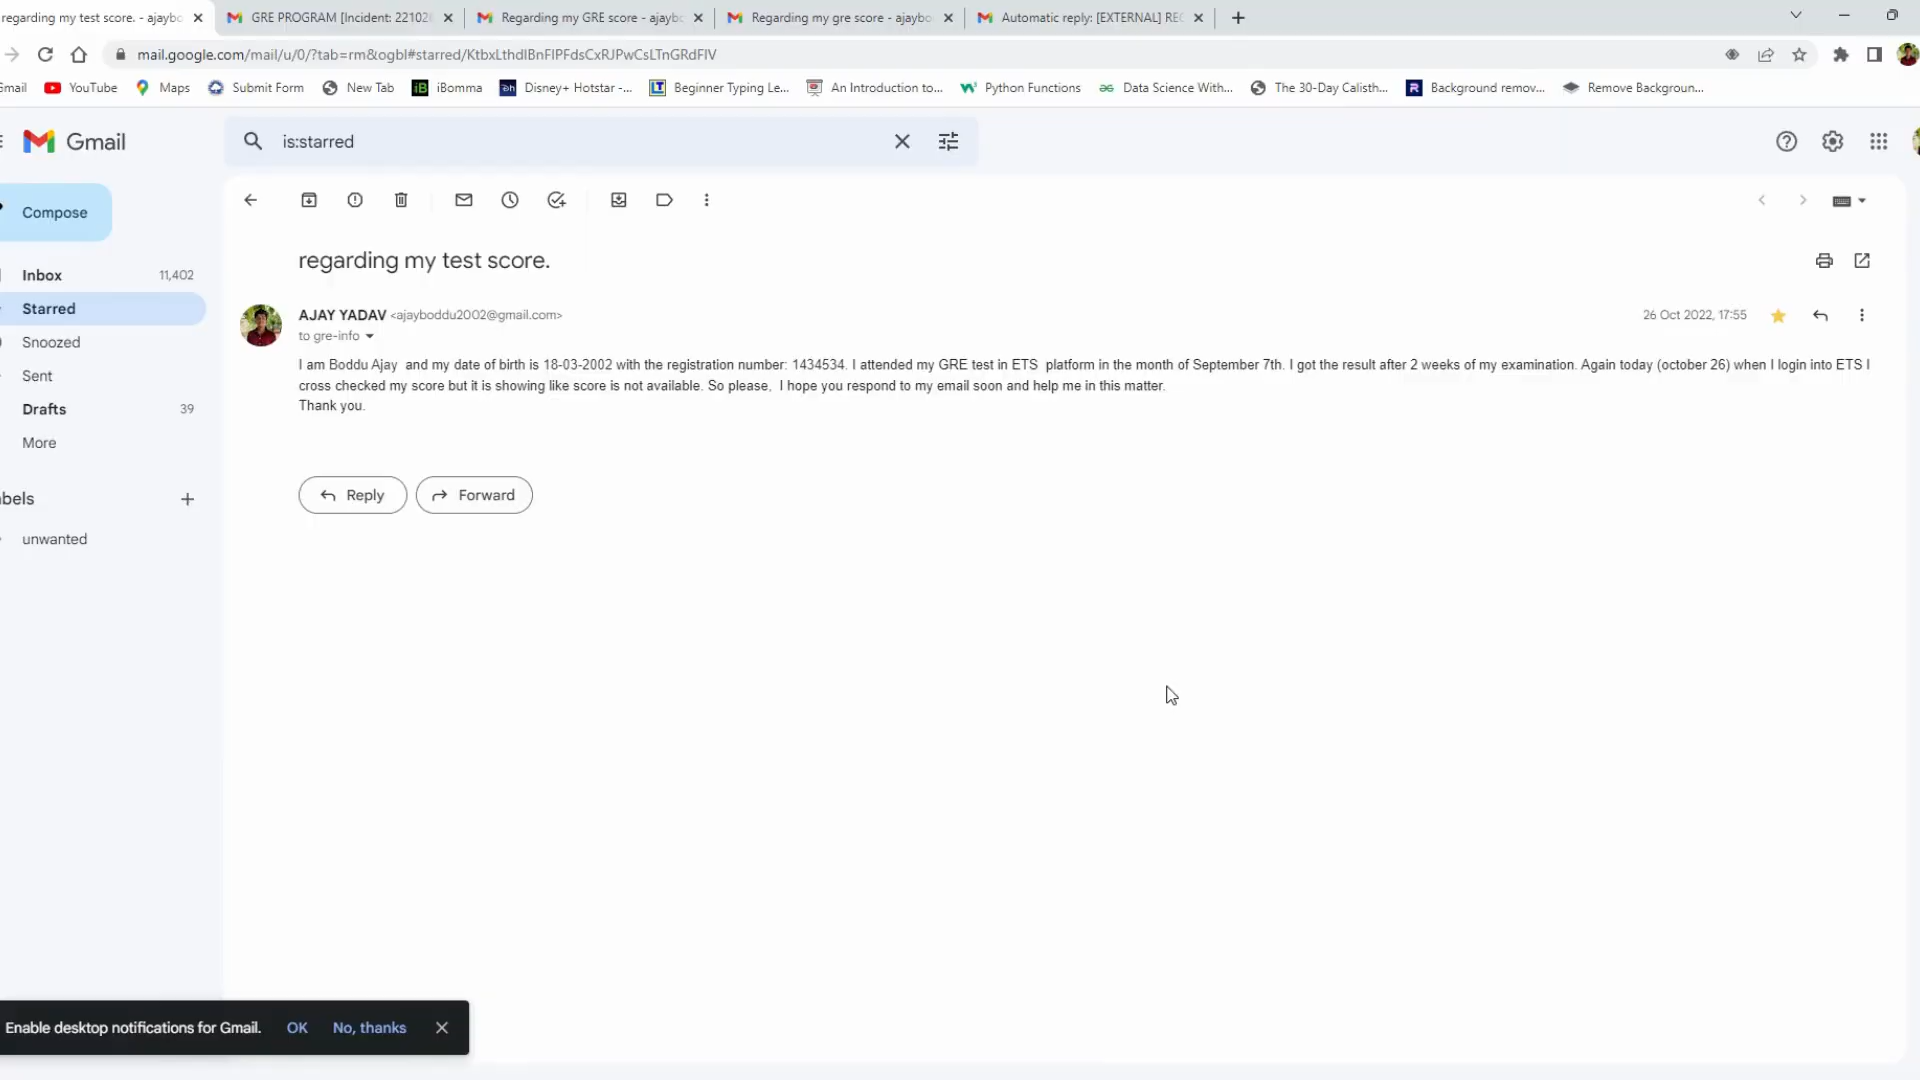 regarding my test score. - ajaybo
GRE PROGRAM [Incident: 22102
Regarding my GRE score - ajaybo
Regarding my gre score - ajaybo
Automatic reply: [EXTERNAL] RE
mail.google.com/mail/u/0/?tab=rm&ogbl#starred/KtbxLthdlBnFlPFdsCxRJPwCsLTnGRdFlV
Gmail
YouTube
Maps
Submit Form
New Tab
iBomma
Disney+ Hotstar -...
Beginner Typing Le...
An Introduction to...
Python Functions
Data Science With...
The 30-Day Calisth...
Background remov...
Remove Backgroun...
Gmail
is:starred
Compose
Inbox 11,402
Starred
Snoozed
Sent
Drafts 39
More
abels
unwanted
regarding my test score.
AJAY YADAV <ajayboddu2002@gmail.com>
26 Oct 2022, 17:55
to gre-info
I am Boddu Ajay and my date of birth is 18-03-2002 with the registration number: 1434534. I attended my GRE test in ETS platform in the month of September 7th. I got the result after 2 weeks of my examination. Again today (october 26) when I login into ETS I
cross checked my score but it is showing like score is not available. So please, I hope you respond to my email soon and help me in this matter.
Thank you.
Reply
Forward
Enable desktop notifications for Gmail. OK No, thanks